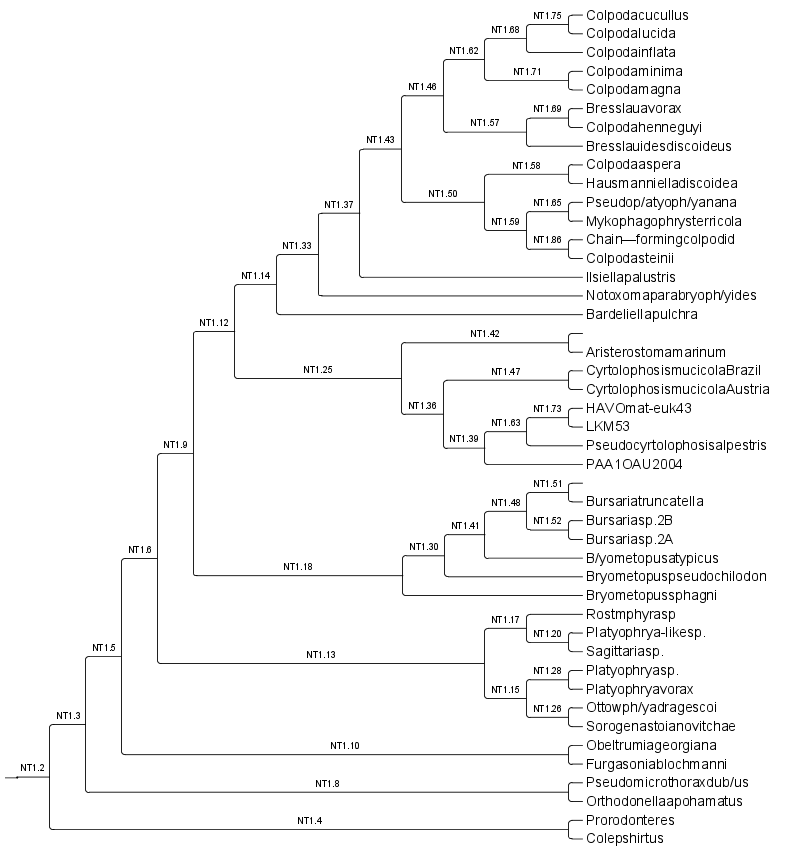 NT1.75 Colpodacucullus
NT1.68 Colpodalucida
Colpodainflata
NT1.62
NT1.71 Colpodaminima
Colpodamagna
NT1.46
NT1.69 Bresslauavorax
NT1.57 Colpodahenneguyi
Bresslauidesdiscoideus
NT1.43
NT1.58 Colpodaaspera
Hausmannielladiscoidea
NT1.50
NT1.65 Pseudop/atyoph/yanana
NT1.37
NT1.59 Mykophagophrysterricola
NT1.86 Chain—formingcolpodid
NT1.33
Colpodasteinii
NT1.14 Ilsiellapalustris
Notoxomaparabryoph/yides
Bardeliellapulchra
NT1.12
NT1.42
Aristerostomamarinum
NT1.25
NT1.47 CyrtolophosismucicolaBrazil
CyrtolophosismucicolaAustria
NT1.36
NT1.73 HAVOmat-euk43
NT1.63 LKM53
NT1.39 Pseudocyrtolophosisalpestris
NT1.9
PAA1OAU2004
NT1.51
NT1.48 Bursariatruncatella
NT1.52 Bursariasp.2B
NT1.41
Bursariasp.2A
NT1.30
B/yometopusatypicus
NT1.6
NT1.18 Bryometopuspseudochilodon
Bryometopussphagni
NT1.17 Rostmphyrasp
NT1.20 Platyophrya-likesp.
NT1.5
NT1.13 Sagittariasp.
NT1.28 Platyophryasp.
NT1.15 Platyophryavorax
NT1.26 Ottowph/yadragescoi
NT1.3
Sorogenastoianovitchae
NT1.10 Obeltrumiageorgiana
Furgasoniablochmanni
NT1.2
NT1.8 Pseudomicrothoraxdub/us
Orthodonellaapohamatus
NT1.4 Prorodonteres
Colepshirtus